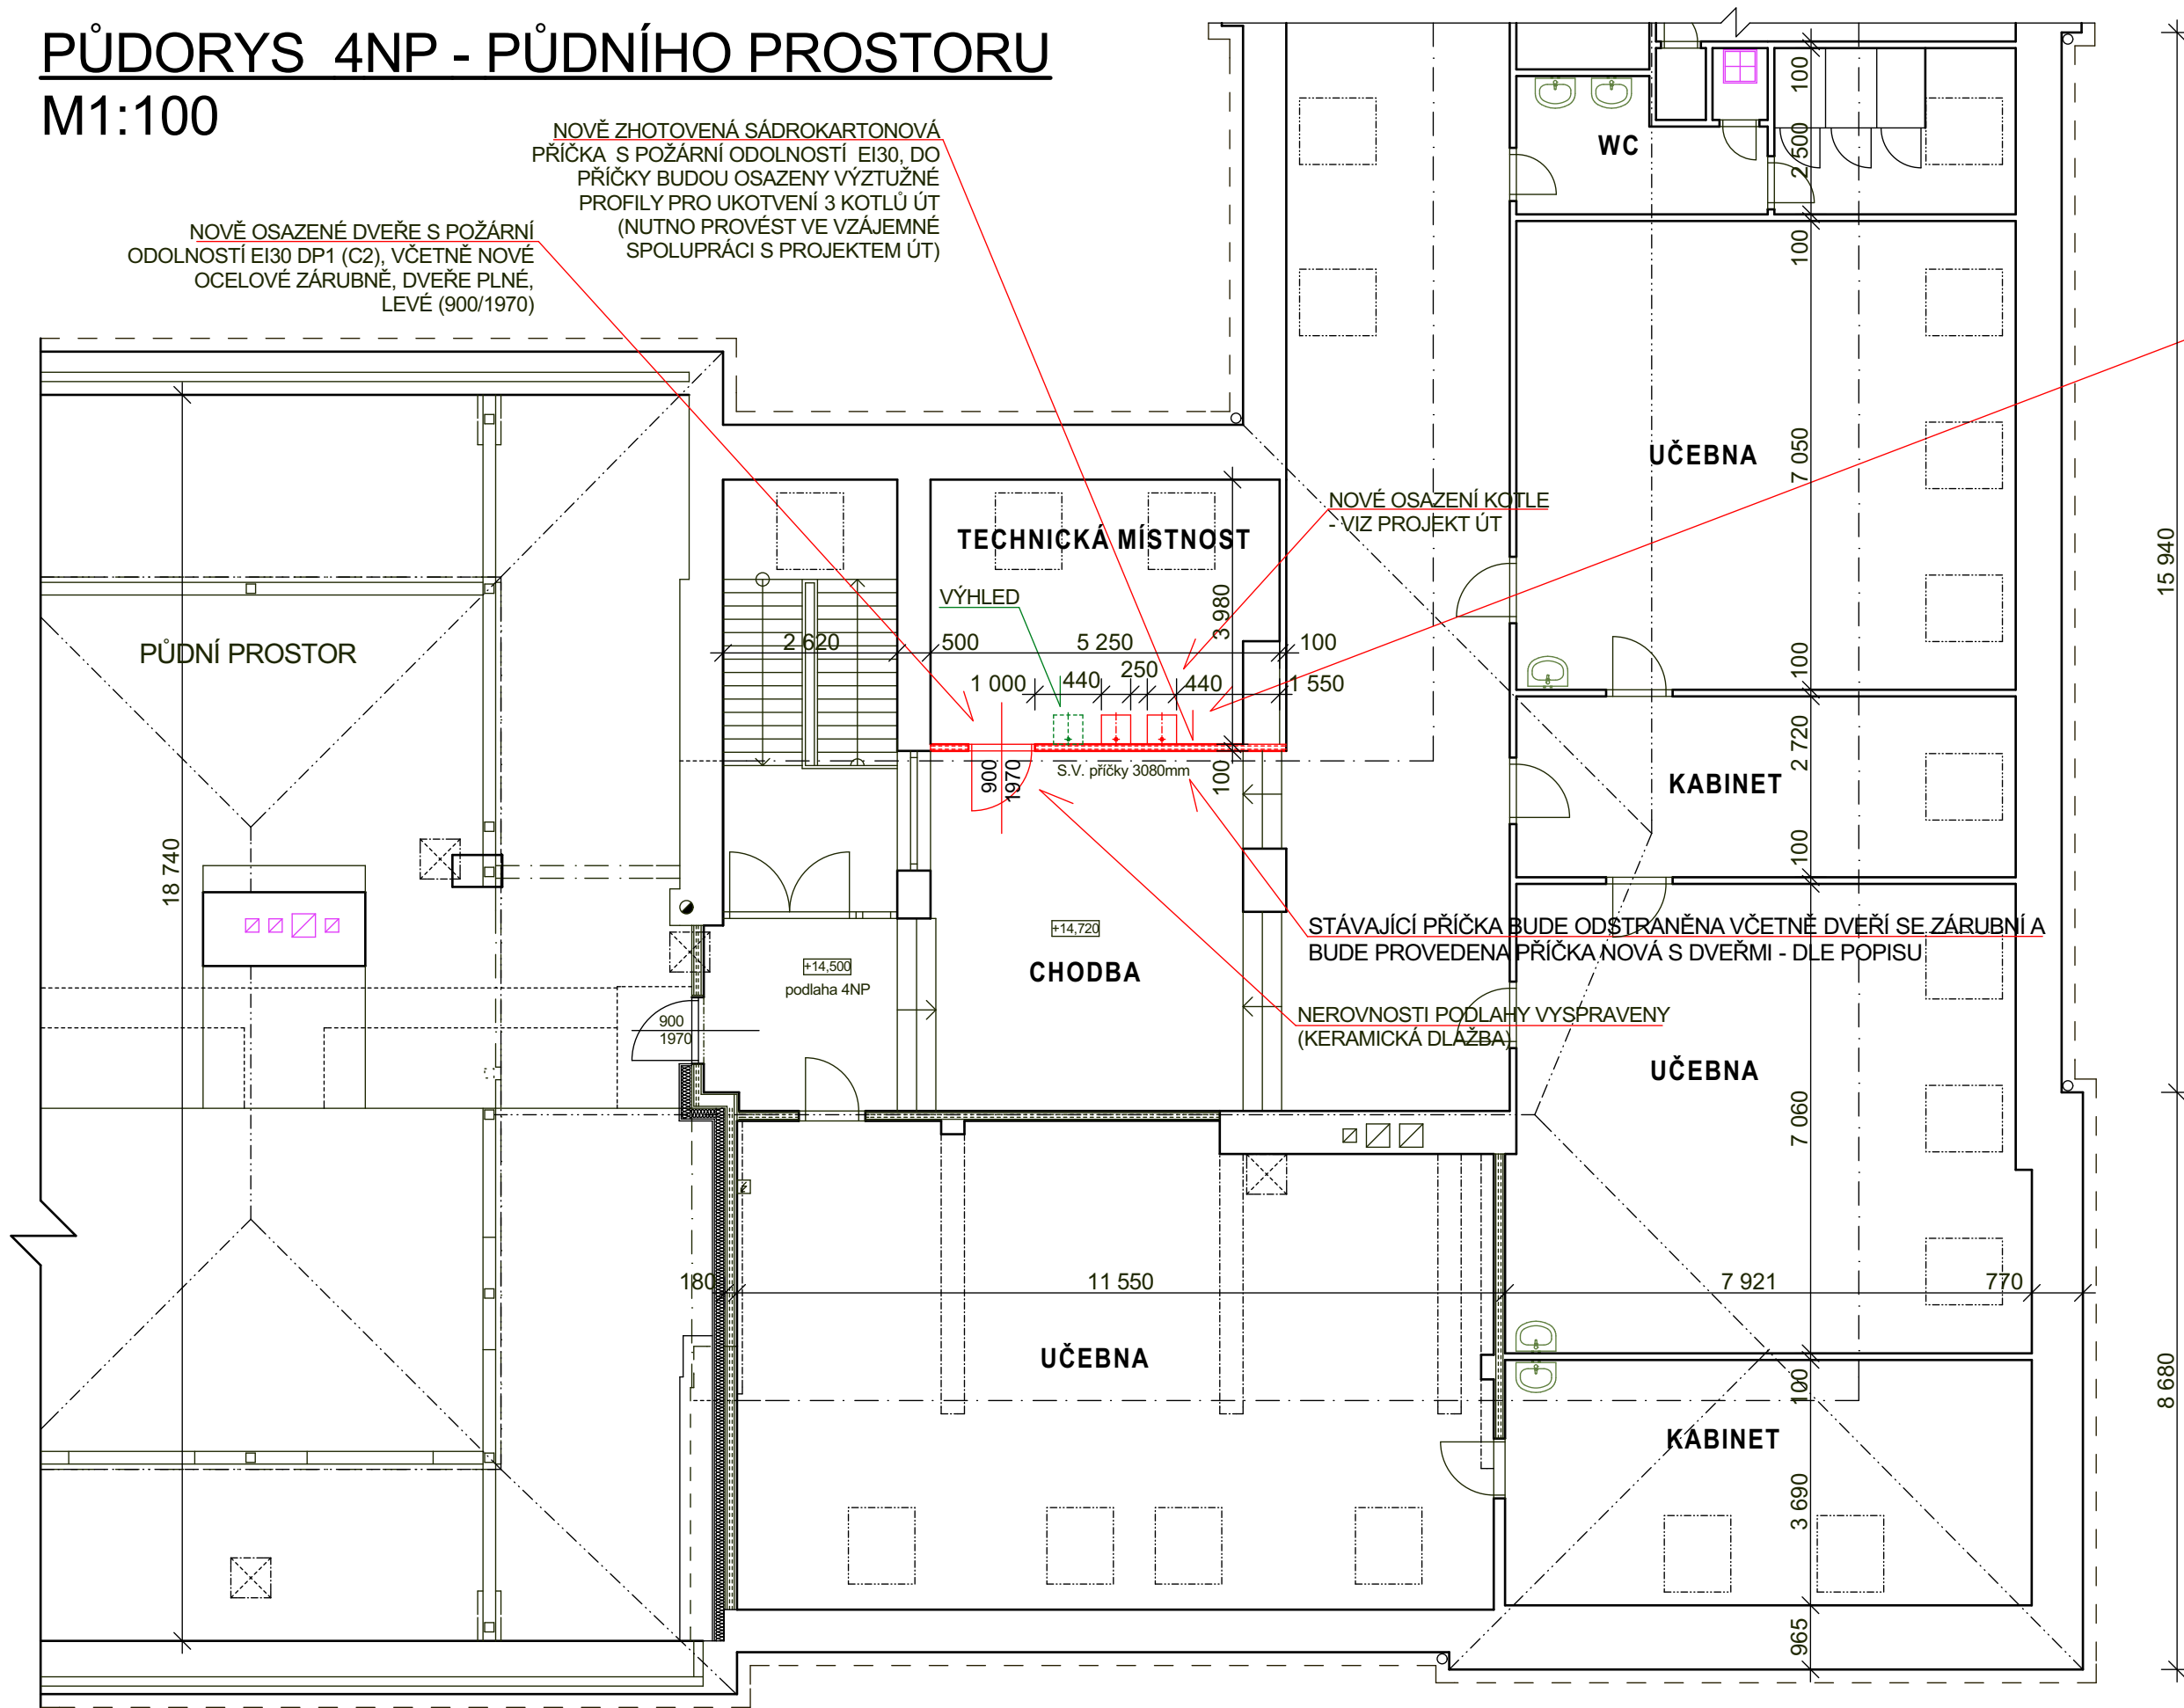 PŮDORYS 4NP - PŮDNÍHO PROSTORU
M1:100
NOVĚ ZHOTOVENÁ SÁDROKARTONOVÁ
PŘÍČKA S POŽÁRNÍ ODOLNOSTÍ EI30, DO
PŘÍČKY BUDOU OSAZENY VÝZTUŽNÉ
PROFILY PRO UKOTVENÍ 3 KOTLŮ ÚT
(NUTNO PROVÉST VE VZÁJEMNÉ
SPOLUPRÁCI S PROJEKTEM ÚT)
NOVĚ OSAZENÉ DVEŘE S POŽÁRNÍ
ODOLNOSTÍ EI30 DP1 (C2), VČETNĚ NOVÉ
OCELOVÉ ZÁRUBNĚ, DVEŘE PLNÉ,
LEVÉ (900/1970)
WC
100
2 500
100
UČEBNA
7 050
15 940
NOVÉ OSAZENÍ KOTLE
- VIZ PROJEKT ÚT
TECHNICKÁ MÍSTNOST
VÝHLED
3 980
PŮDNÍ PROSTOR
2 620
500
5 250
100
1 000
440
250
440
1 550
100
2 720
KABINET
100
S.V. příčky 3080mm
900
1970
100
18 740
STÁVAJÍCÍ PŘÍČKA BUDE ODSTRANĚNA VČETNĚ DVEŘÍ SE ZÁRUBNÍ A
BUDE PROVEDENA PŘÍČKA NOVÁ S DVEŘMI - DLE POPISU
+14,720
CHODBA
+14,500
podlaha 4NP
NEROVNOSTI PODLAHY VYSPRAVENY
(KERAMICKÁ DLAŽBA)
900
1970
UČEBNA
7 060
180
11 550
7 921
770
UČEBNA
100
8 680
KABINET
3 690
965